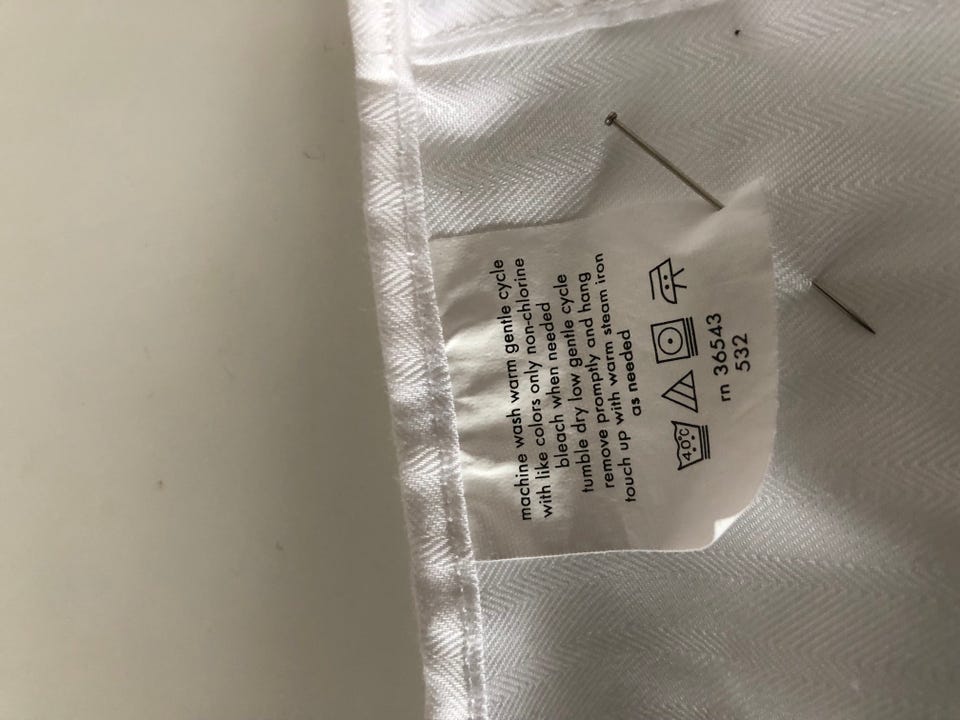 machine wash warm gentle cycle
with like colors only non-chlorine
bleach when needed
tumble dry low gentle cycle
remove promptly and hang
touch up with warm steam iron
as needed
40°C
rn 36543
532